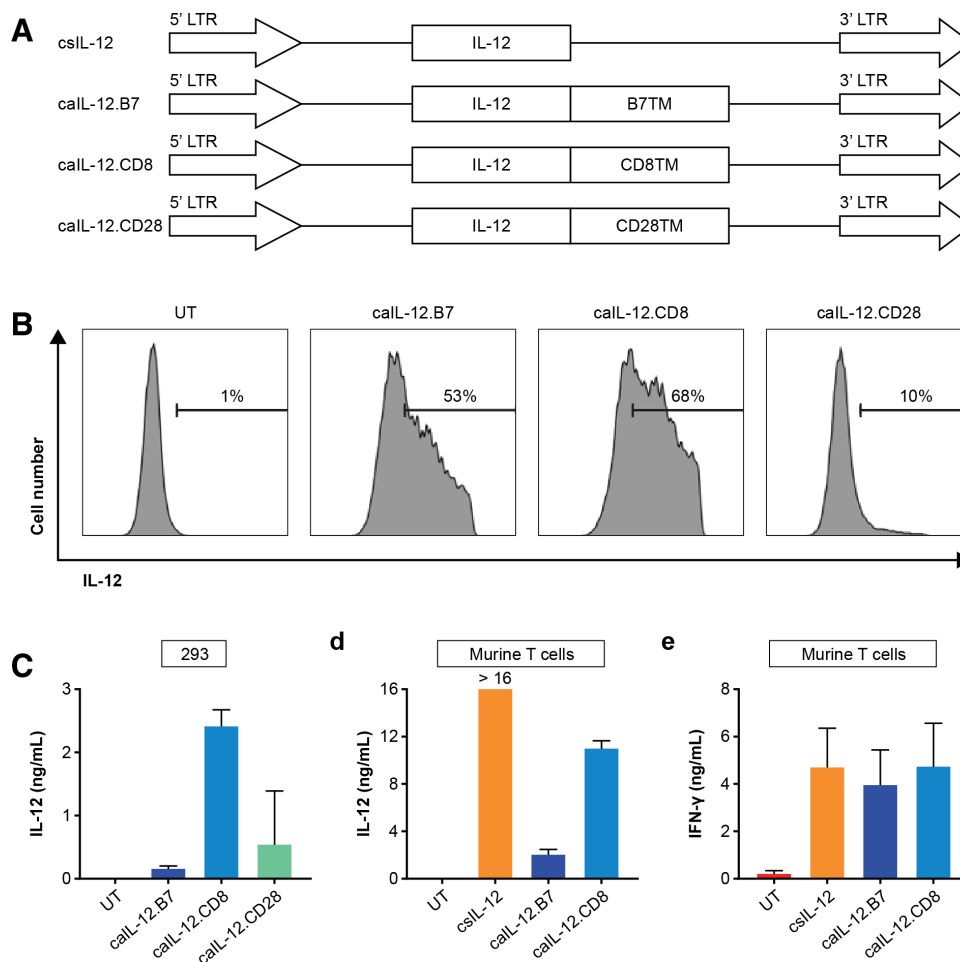 A
5' LTR 3' LTR
csIL-12 IL-12
5' LTR 3' LTR
caIL-12.B7 IL-12 B7TM
5' LTR 3' LTR
caIL-12.CD8 IL-12 CD8TM
5' LTR 3' LTR
caIL-12.CD28 IL-12 CD28TM
B
UT caIL-12.B7 caIL-12.CD8 caIL-12.CD28
1% 53% 68% 10%
Cell number
IL-12
C
293
IL-12 (ng/mL)
3
2
1
0
UT
caIL-12.B7
caIL-12.CD8
caIL-12.CD28
d
Murine T cells
> 16
IL-12 (ng/mL)
16
12
8
4
0
UT
csIL-12
caIL-12.B7
caIL-12.CD8
e
Murine T cells
IFN-γ (ng/mL)
8
6
4
2
0
UT
csIL-12
caIL-12.B7
caIL-12.CD8